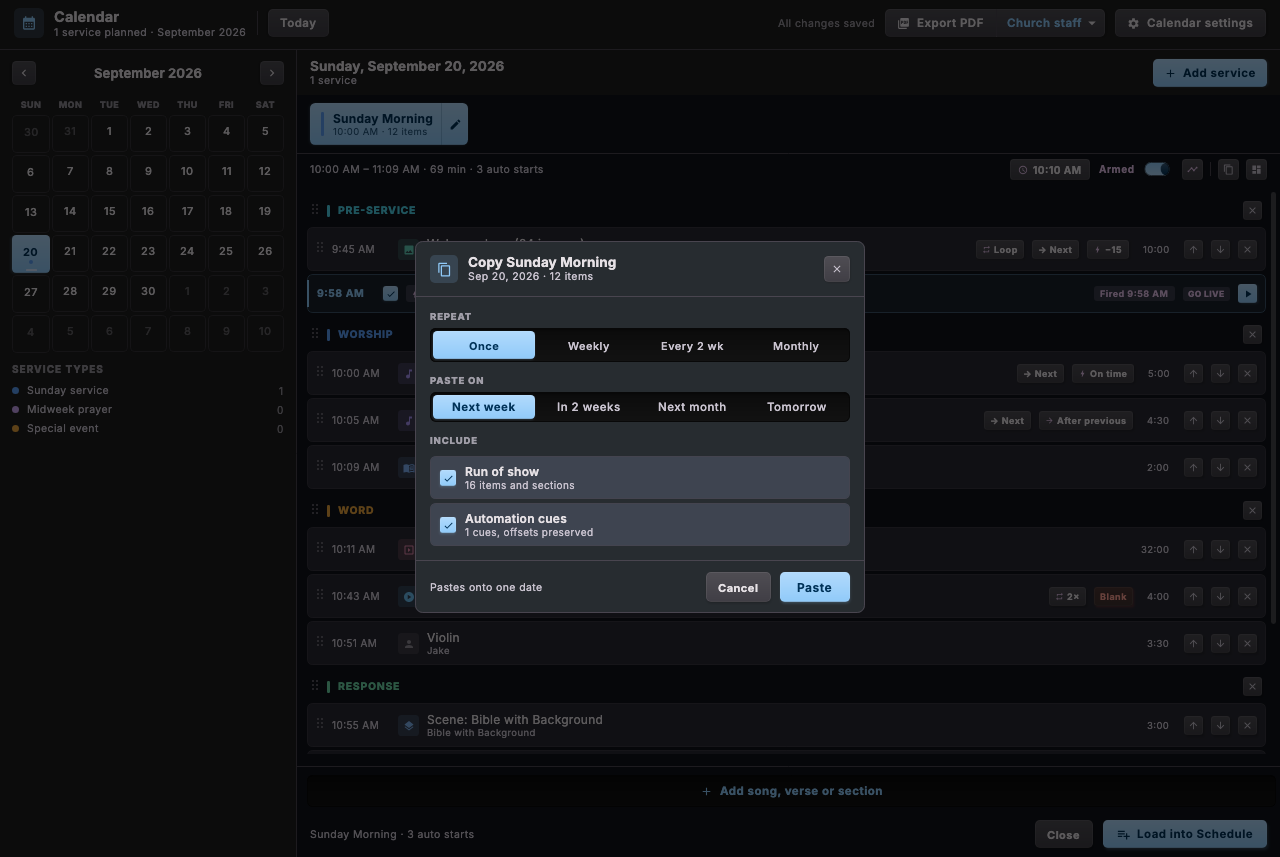 Calendar
1 service planned · September 2026
Today
All changes saved
Export PDF
Church staff
Calendar settings
September 2026
SUN MON TUE WED THU FRI SAT
30 31 1 2 3 4 5
6 7 8 9 10 11 12
13 14 15 16 17 18 19
20 21 22 23 24 25 26
27 28 29 30 1 2 3
4 5 6 7 8 9 10
SERVICE TYPES
Sunday service 1
Midweek prayer 0
Special event 0
Sunday, September 20, 2026
1 service
+ Add service
Sunday Morning
10:00 AM · 12 items
10:00 AM – 11:09 AM · 69 min · 3 auto starts
10:10 AM
Armed
PRE-SERVICE
9:45 AM
Loop
→ Next
−15
10:00
9:58 AM
Fired 9:58 AM
GO LIVE
WORSHIP
10:00 AM
→ Next
On time
5:00
10:05 AM
→ Next
After previous
4:30
10:09 AM
2:00
WORD
10:11 AM
32:00
10:43 AM
2×
Blank
4:00
10:51 AM
Violin
Jake
3:30
RESPONSE
10:55 AM
Scene: Bible with Background
Bible with Background
3:00
+ Add song, verse or section
Sunday Morning · 3 auto starts
Close
Load into Schedule
Copy Sunday Morning
Sep 20, 2026 · 12 items
REPEAT
Once Weekly Every 2 wk Monthly
PASTE ON
Next week In 2 weeks Next month Tomorrow
INCLUDE
Run of show
16 items and sections
Automation cues
1 cues, offsets preserved
Pastes onto one date
Cancel
Paste